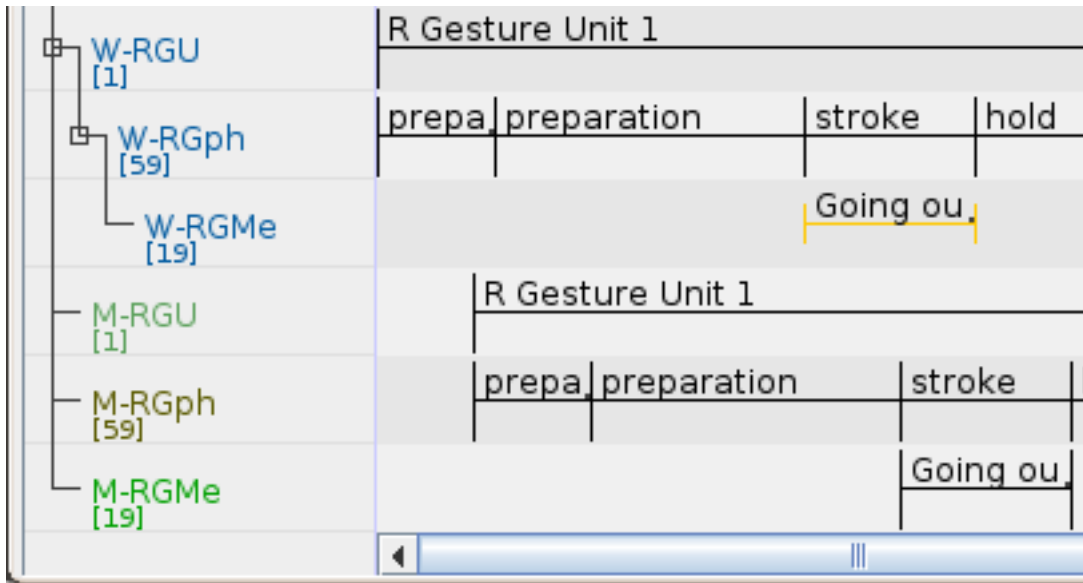 R Gesture Unit 1
W-RGU
[1]
prepa. preparation stroke hold
W-RGph
[59]
Going ou.
W-RGMe
[19]
R Gesture Unit 1
M-RGU
[1]
prepa. preparation stroke
M-RGph
[59]
Going ou.
M-RGMe
[19]